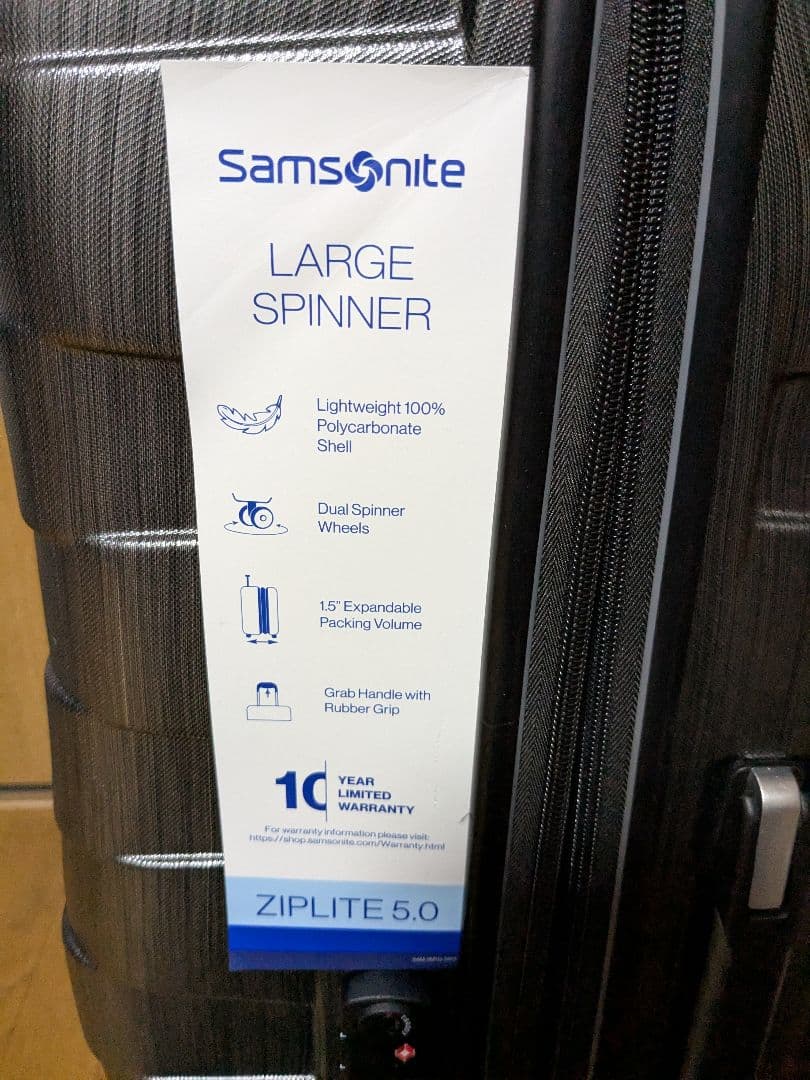 Samsonite
LARGE
SPINNER
Lightweight 100%
Polycarbonate
Shell
Dual Spinner
Wheels
1.5" Expandable
Packing Volume
Grab Handle with
Rubber Grip
10 YEAR
LIMITED
WARRANTY
For warranty information please visit:
https://shop.samsonite.com/Warranty.html
ZIPLITE 5.0